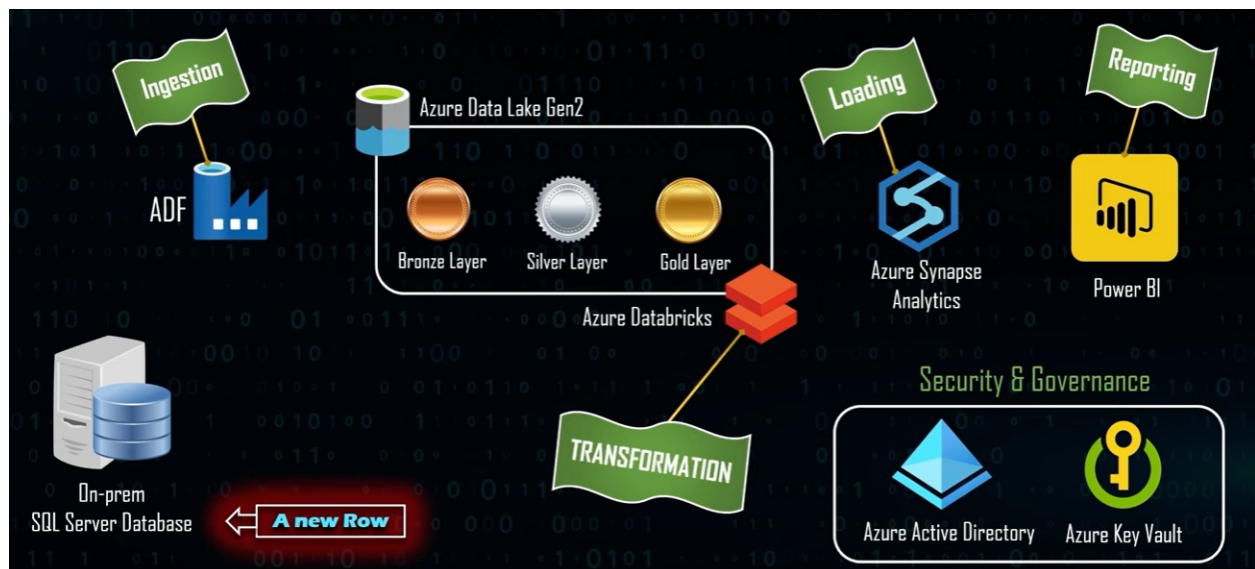 Ingestion
ADF
Azure Data Lake Gen2
Bronze Layer
Silver Layer
Gold Layer
Azure Databricks
TRANSFORMATION
Loading
Azure Synapse
Analytics
Reporting
Power BI
On-prem
SQL Server Database
A new Row
Security & Governance
Azure Active Directory
Azure Key Vault